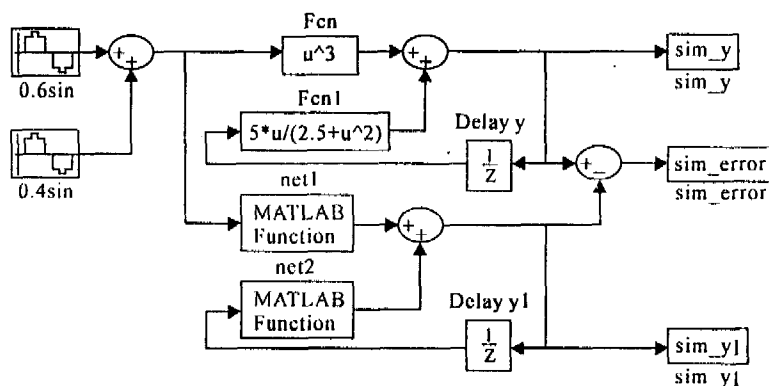 Fcn
+
+
u^3
+
+
sim_y
sim_y
0.6sin
Fcn1
5*u/(2.5+u^2)
Delay y
1
Z
+
-
sim_error
sim_error
0.4sin
net1
MATLAB
Function
+
+
net2
MATLAB
Function
Delay y1
1
Z
sim_y1
sim_y1